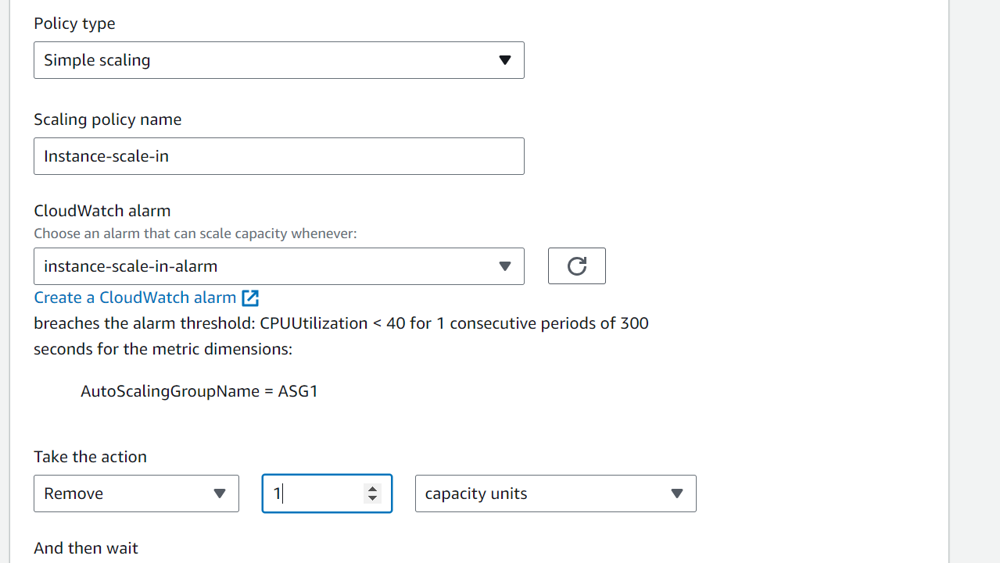 Policy type
Simple scaling
Scaling policy name
Instance-scale-in
CloudWatch alarm
Choose an alarm that can scale capacity whenever:
instance-scale-in-alarm
Create a CloudWatch alarm
breaches the alarm threshold: CPUUtilization < 40 for 1 consecutive periods of 300
seconds for the metric dimensions:
AutoScalingGroupName = ASG1
Take the action
Remove 1 capacity units
And then wait